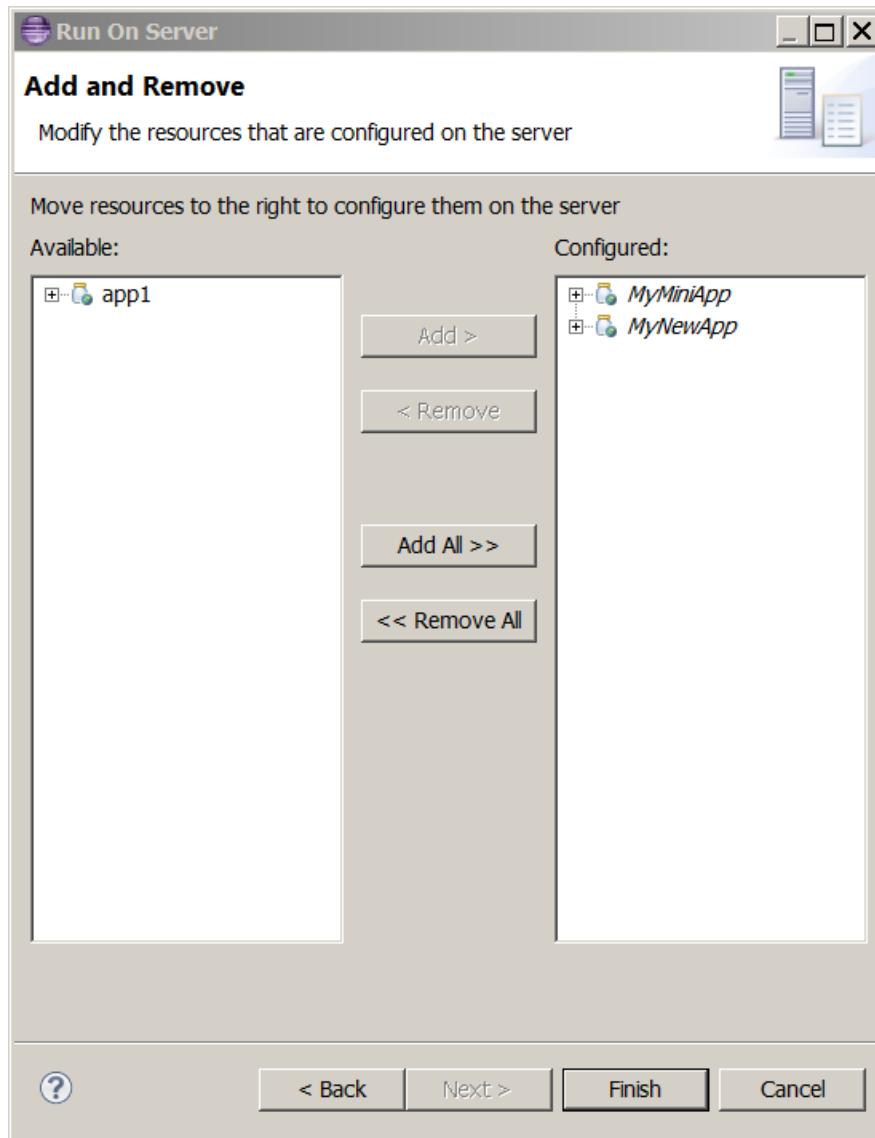 Run On Server
Add and Remove
Modify the resources that are configured on the server
Move resources to the right to configure them on the server
Available:
Configured:
app1
MyMiniApp
MyNewApp
Add >
< Remove
Add All >>
<< Remove All
?
< Back
Next >
Finish
Cancel